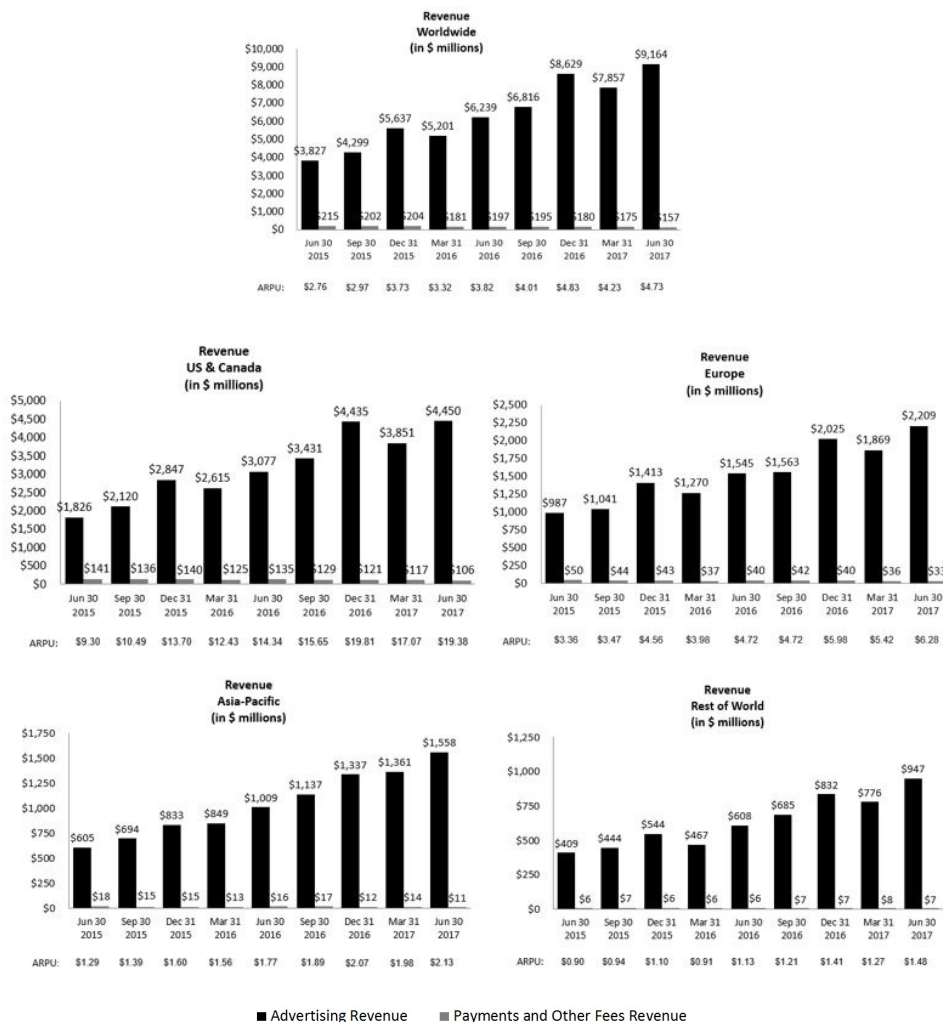 Revenue
Worldwide
(in $ millions)
$10,000
$9,000
$8,000
$7,000
$6,000
$5,000
$4,000
$3,000
$2,000
$1,000
$0
$3,827 $4,299 $5,637 $5,201 $6,239 $6,816 $8,629 $7,857 $9,164
$215 $202 $204 $181 $197 $195 $180 $175 $157
Jun 30 Sep 30 Dec 31 Mar 31 Jun 30 Sep 30 Dec 31 Mar 31 Jun 30
2015 2015 2015 2016 2016 2016 2016 2017 2017
ARPU: $2.76 $2.97 $3.73 $3.32 $3.82 $4.01 $4.83 $4.23 $4.73
Revenue
US & Canada
(in $ millions)
$5,000
$4,500
$4,000
$3,500
$3,000
$2,500
$2,000
$1,500
$1,000
$500
$0
$1,826 $2,120 $2,847 $2,615 $3,077 $3,431 $4,435 $3,851 $4,450
$141 $136 $140 $125 $135 $129 $121 $117 $106
Jun 30 Sep 30 Dec 31 Mar 31 Jun 30 Sep 30 Dec 31 Mar 31 Jun 30
2015 2015 2015 2016 2016 2016 2016 2017 2017
ARPU: $9.30 $10.49 $13.70 $12.43 $14.34 $15.65 $19.81 $17.07 $19.38
Revenue
Europe
(in $ millions)
$2,500
$2,250
$2,000
$1,750
$1,500
$1,250
$1,000
$750
$500
$250
$0
$987 $1,041 $1,413 $1,270 $1,545 $1,563 $2,025 $1,869 $2,209
$50 $44 $43 $37 $40 $42 $40 $36 $33
Jun 30 Sep 30 Dec 31 Mar 31 Jun 30 Sep 30 Dec 31 Mar 31 Jun 30
2015 2015 2015 2016 2016 2016 2016 2017 2017
ARPU: $3.36 $3.47 $4.56 $3.98 $4.72 $4.72 $5.98 $5.42 $6.28
Revenue
Asia-Pacific
(in $ millions)
$1,750
$1,500
$1,250
$1,000
$750
$500
$250
$0
$605 $694 $833 $849 $1,009 $1,137 $1,337 $1,361 $1,558
$18 $15 $15 $13 $16 $17 $12 $14 $11
Jun 30 Sep 30 Dec 31 Mar 31 Jun 30 Sep 30 Dec 31 Mar 31 Jun 30
2015 2015 2015 2016 2016 2016 2016 2017 2017
ARPU: $1.29 $1.39 $1.60 $1.56 $1.77 $1.89 $2.07 $1.98 $2.13
Revenue
Rest of World
(in $ millions)
$1,250
$1,000
$750
$500
$250
$0
$409 $444 $544 $467 $608 $685 $832 $776 $947
$6 $7 $6 $6 $6 $7 $7 $8 $7
Jun 30 Sep 30 Dec 31 Mar 31 Jun 30 Sep 30 Dec 31 Mar 31 Jun 30
2015 2015 2015 2016 2016 2016 2016 2017 2017
ARPU: $0.90 $0.94 $1.10 $0.91 $1.13 $1.21 $1.41 $1.27 $1.48
Advertising Revenue Payments and Other Fees Revenue